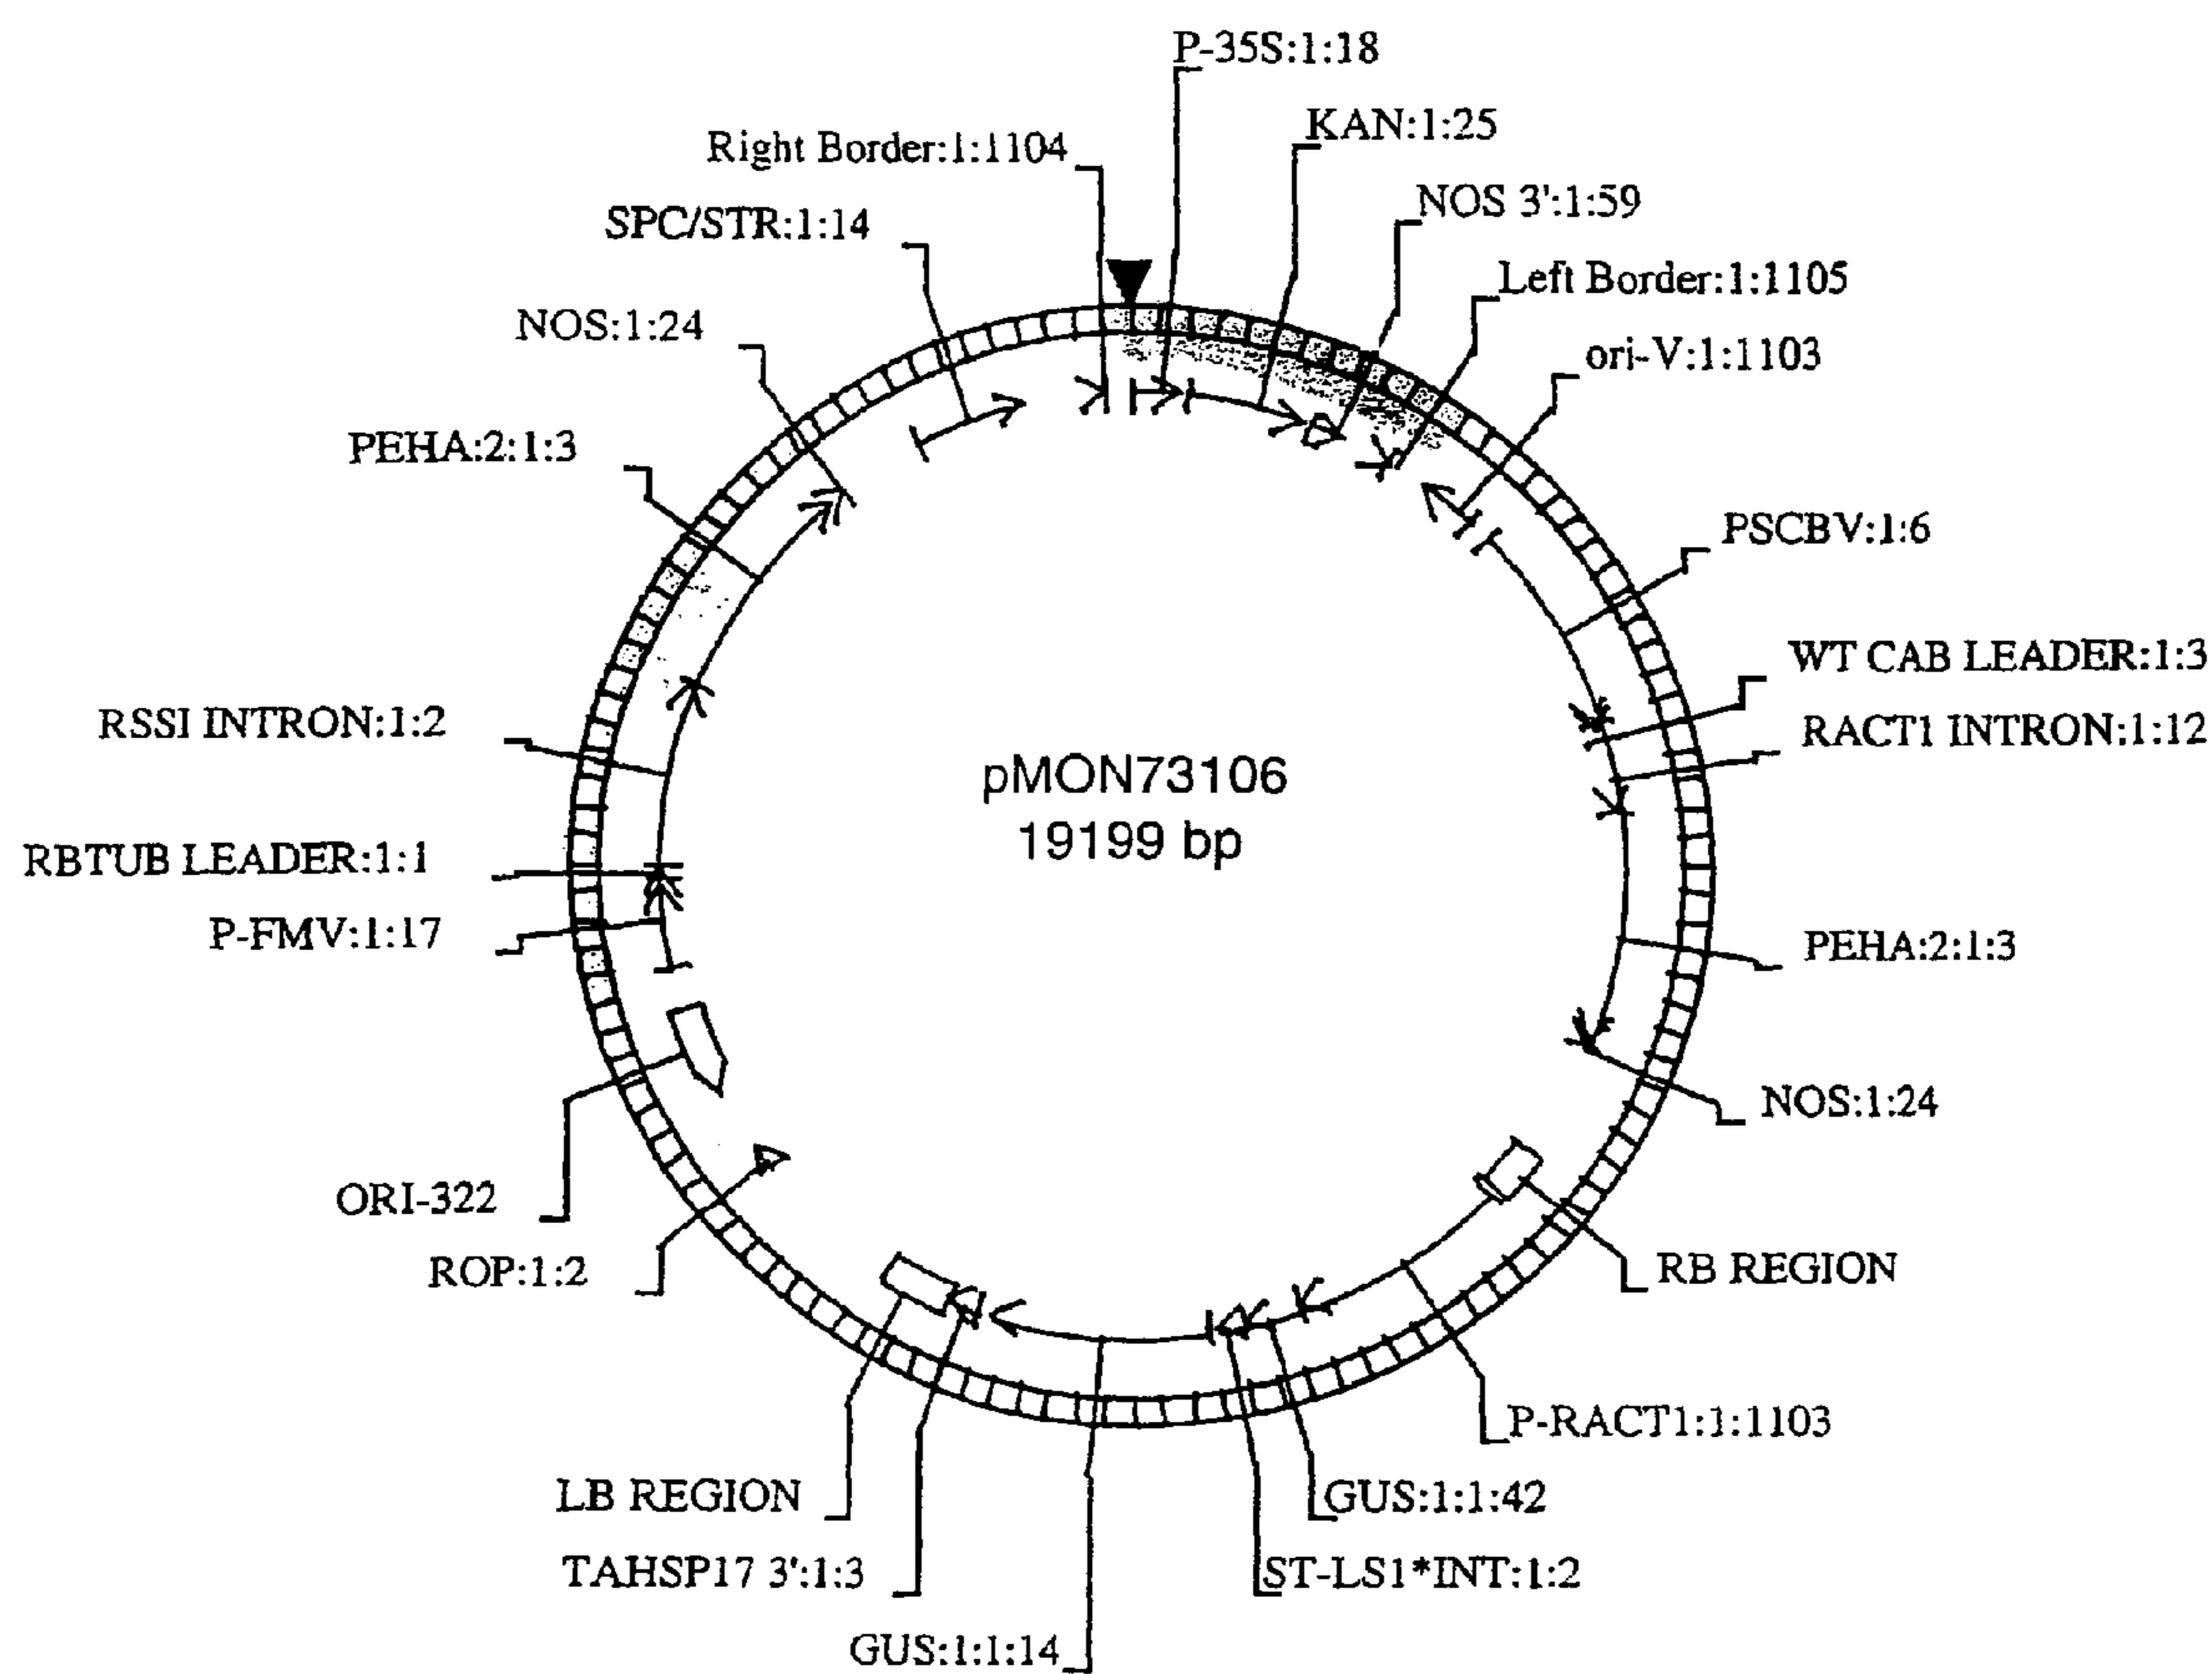 P-35S:1:18
KAN:1:25
Right Border:1:1104
NOS 3':1:59
SPC/STR:1:14
Left Border:1:1105
NOS:1:24
ori-V:1:1103
PEHA:2:1:3
PSCBV:1:6
WT CAB LEADER:1:3
RSSI INTRON:1:2
RACT1 INTRON:1:12
pMON73106
19199 bp
RBTUB LEADER:1:1
P-FMV:1:17
PEHA:2:1:3
NOS:1:24
ORI-322
ROP:1:2
RB REGION
P-RACT1:1:1103
LB REGION
GUS:1:1:42
TAHSP17 3':1:3
ST-LS1*INT:1:2
GUS:1:1:14